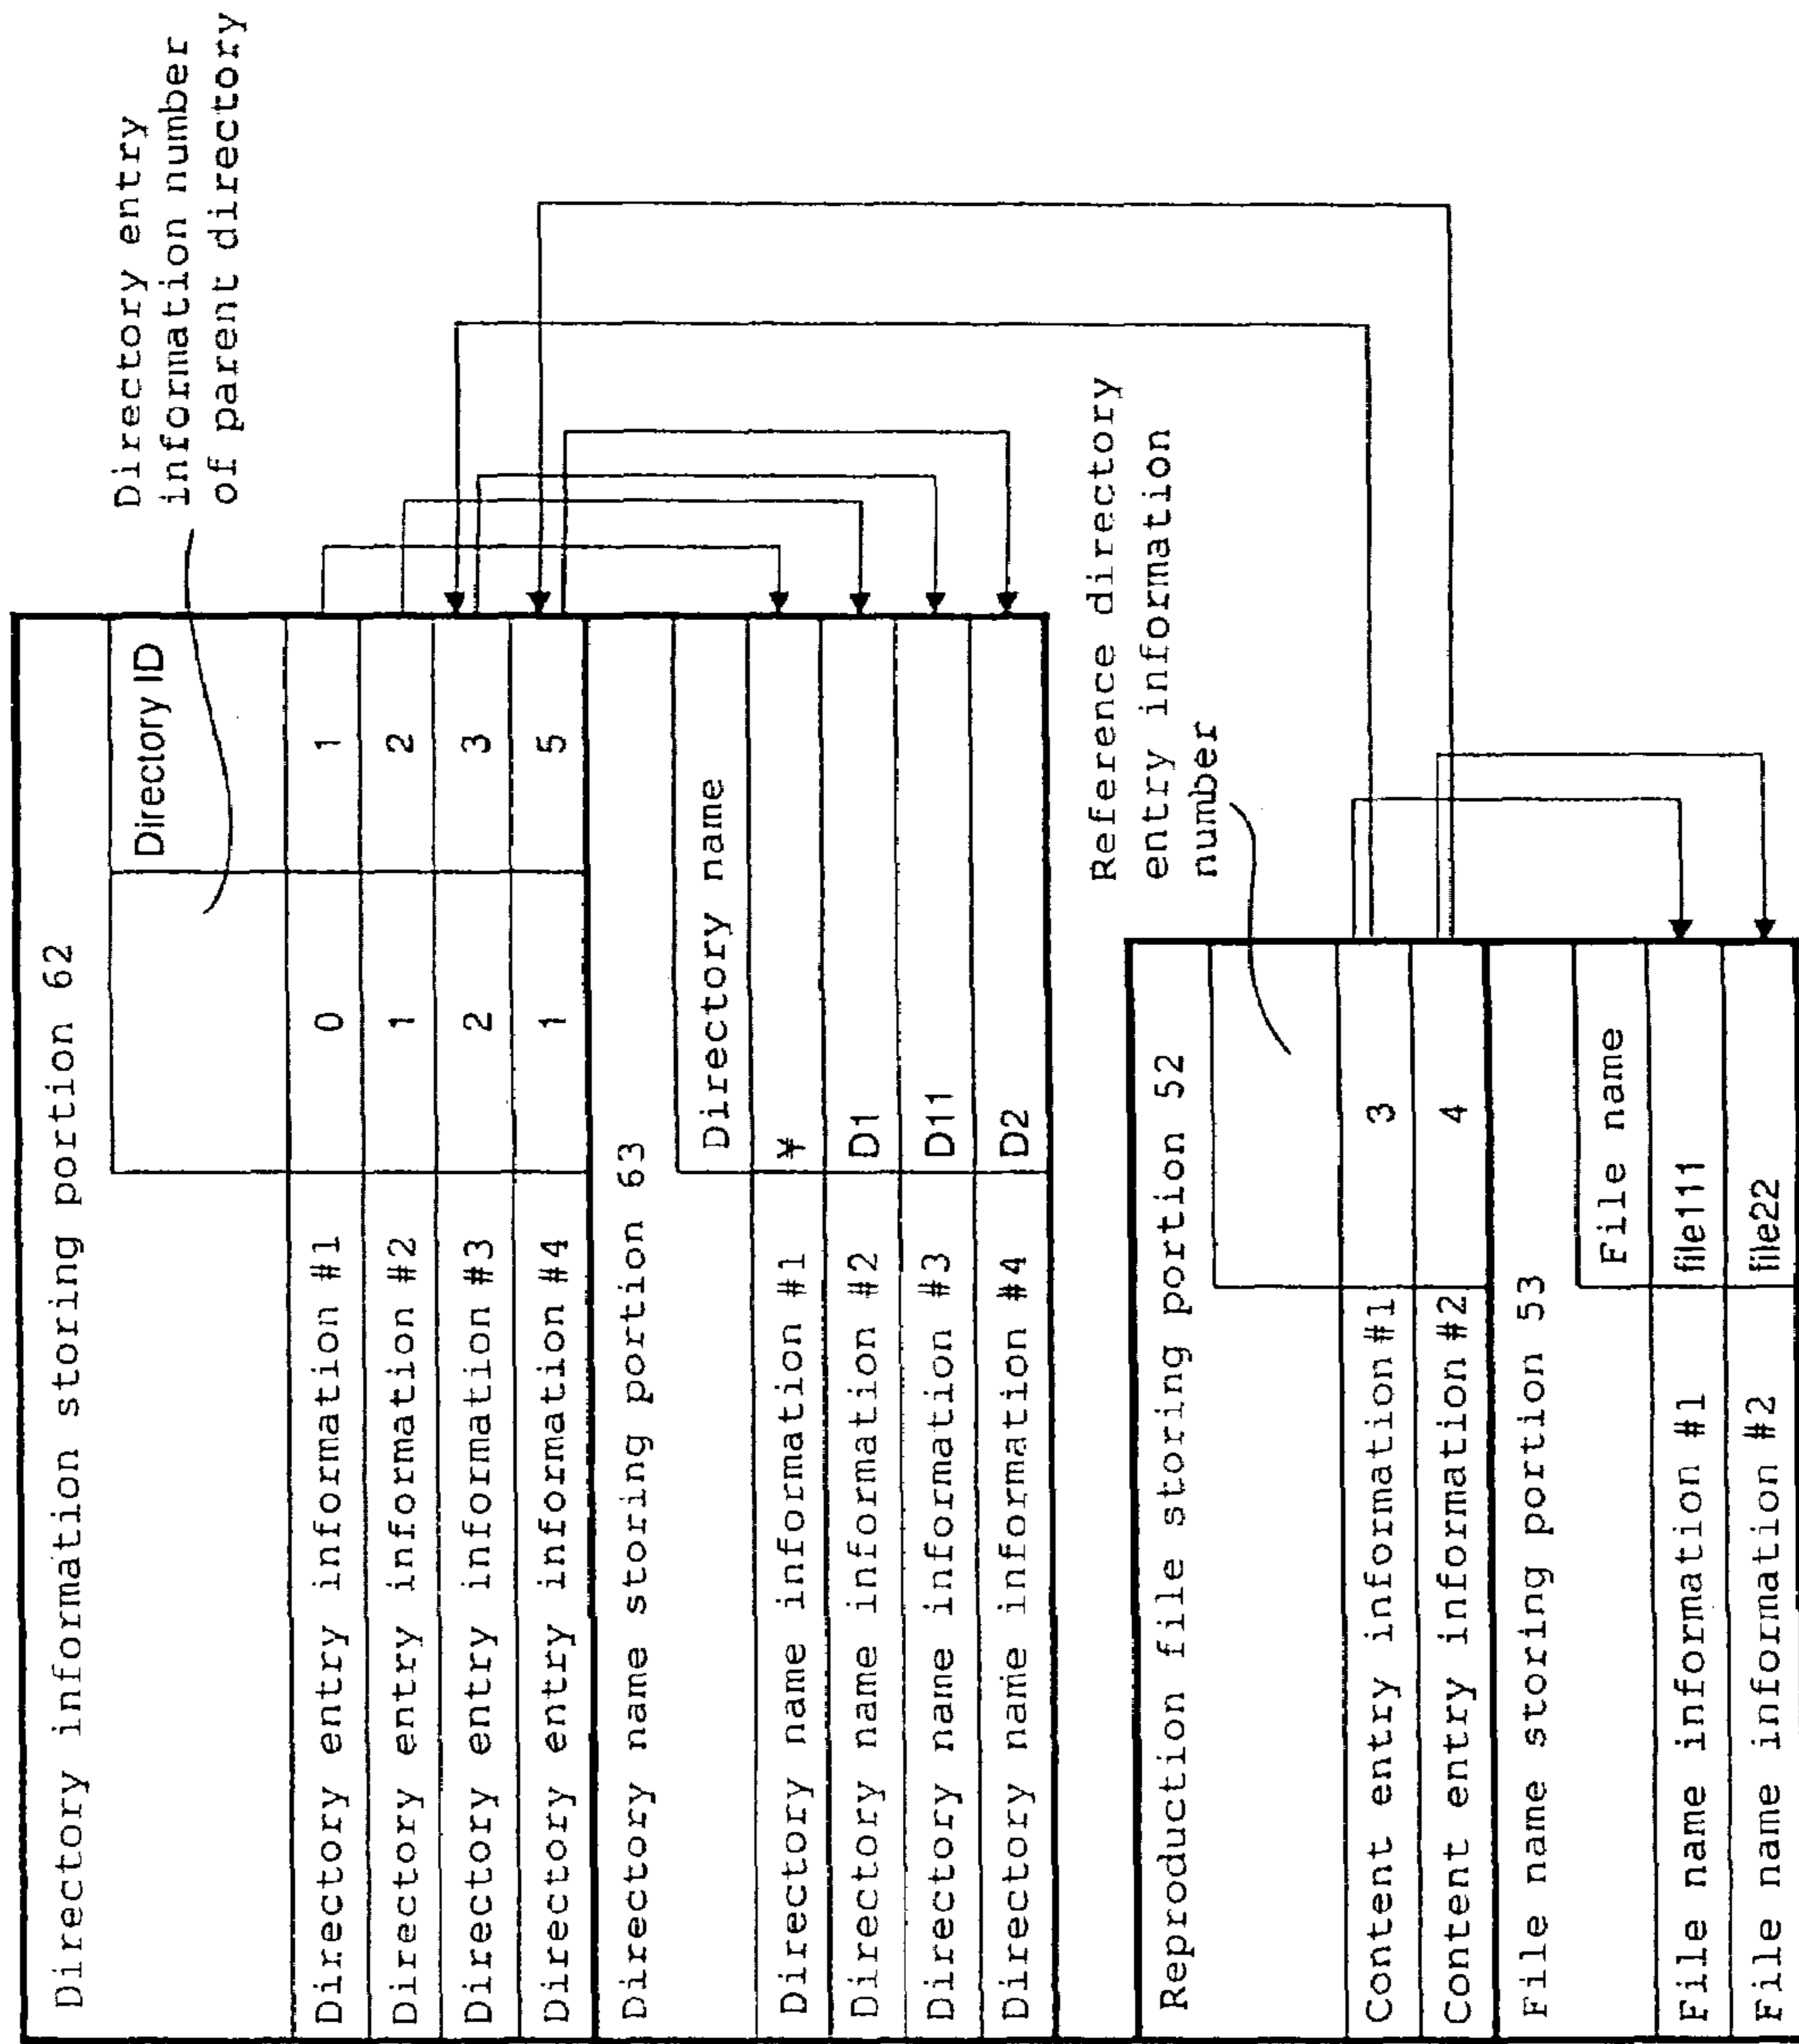 Directory information storing portion 62
Directory entry
information number
of parent directory
Directory ID
Directory entry information #1 0 1
Directory entry information #2 1 2
Directory entry information #3 2 3
Directory entry information #4 1 5
Directory name storing portion 63
Directory name
Directory name information #1 ¥
Directory name information #2 D1
Directory name information #3 D11
Directory name information #4 D2
Reference directory
entry information
number
Reproduction file storing portion 52
Content entry information #1 3
Content entry information #2 4
File name storing portion 53
File name
File name information #1 file111
File name information #2 file22